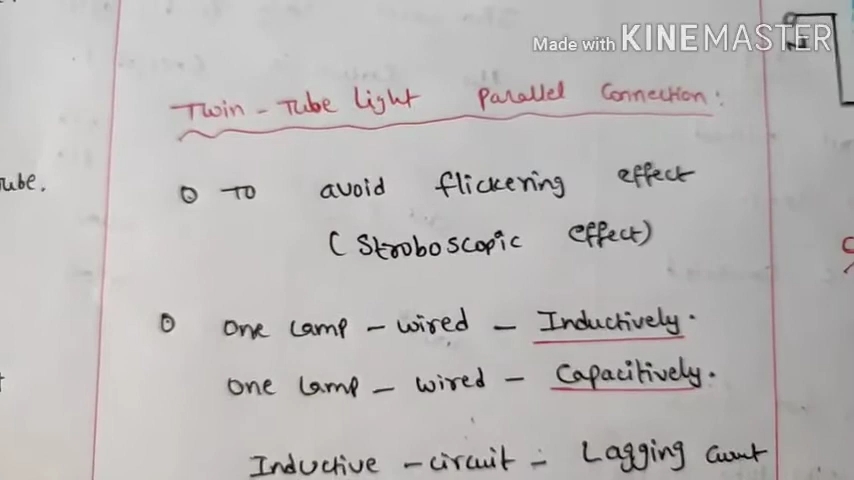 Made with KINEMASTER
Twin-Tube Light Parallel Connection:
To avoid flickering effect
(Stroboscopic effect)
One Lamp - wired - Inductively.
One Lamp - wired - Capacitively.
Inductive - circuit - Lagging